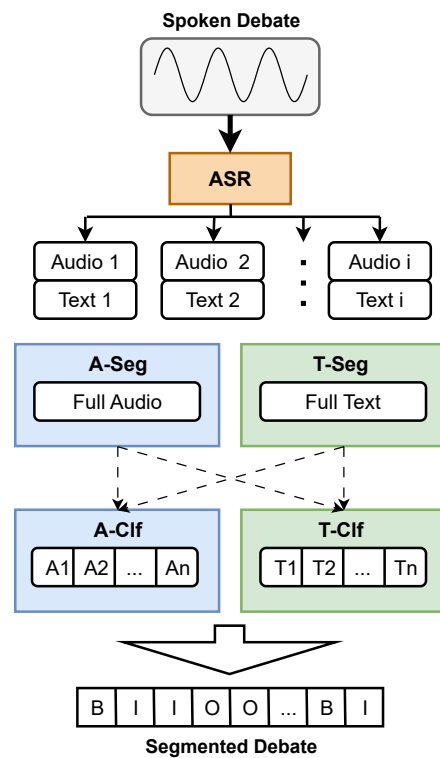 Spoken Debate
ASR
Audio 1 Audio 2 Audio i
Text 1 Text 2 Text i
A-Seg T-Seg
Full Audio Full Text
A-Clf T-Clf
A1 A2 ... An T1 T2 ... Tn
B I I O O ... B I
Segmented Debate